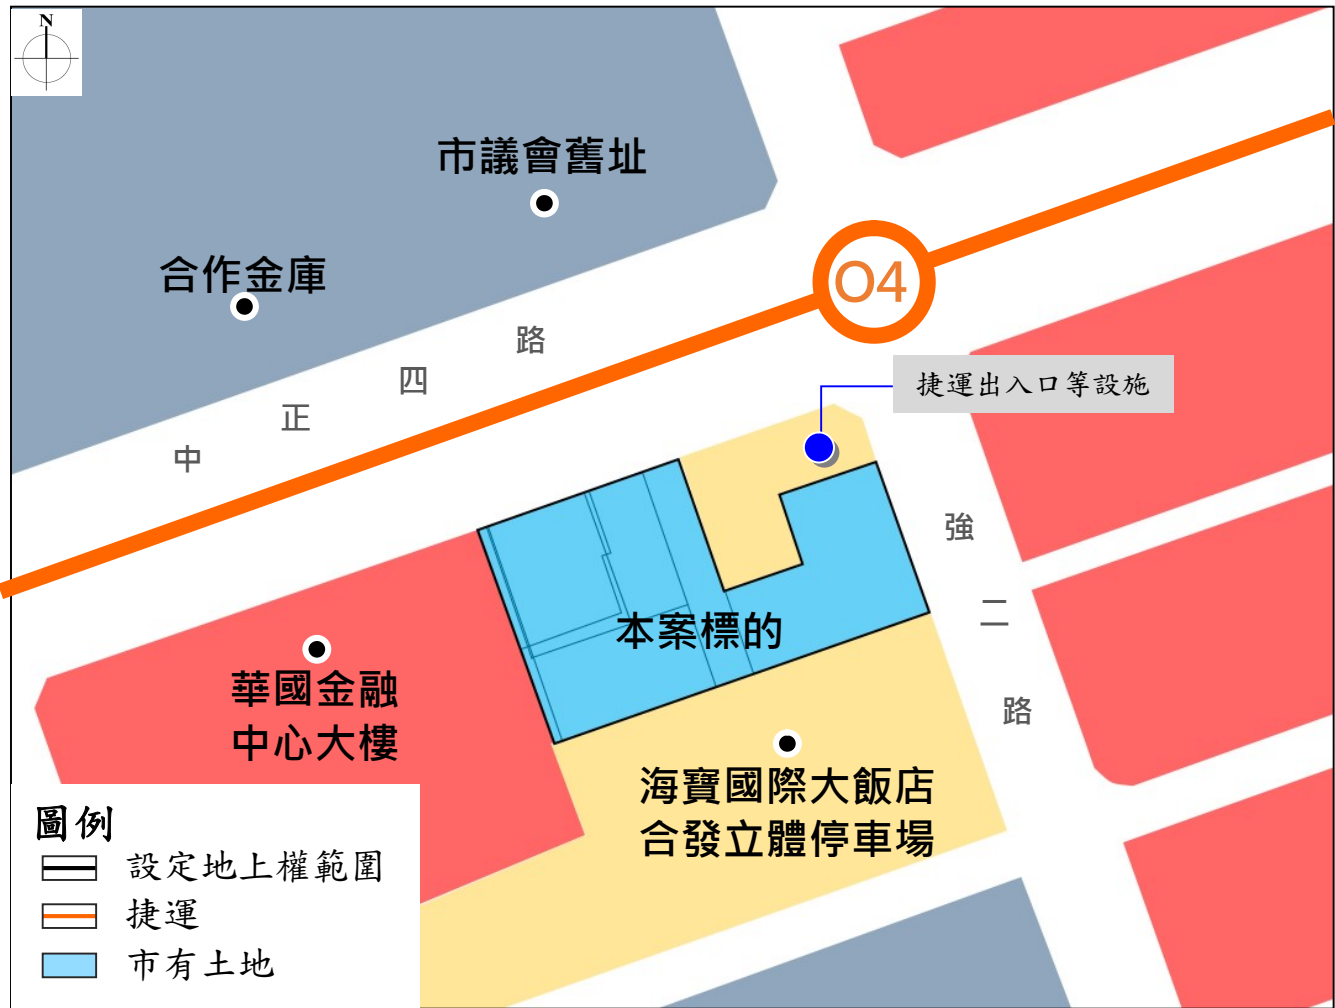 N
市議會舊址
合作金庫
O4
中正四路
捷運出入口等設施
強二路
本案標的
華國金融
中心大樓
海寶國際大飯店
合發立體停車場
圖例
設定地上權範圍
捷運
市有土地